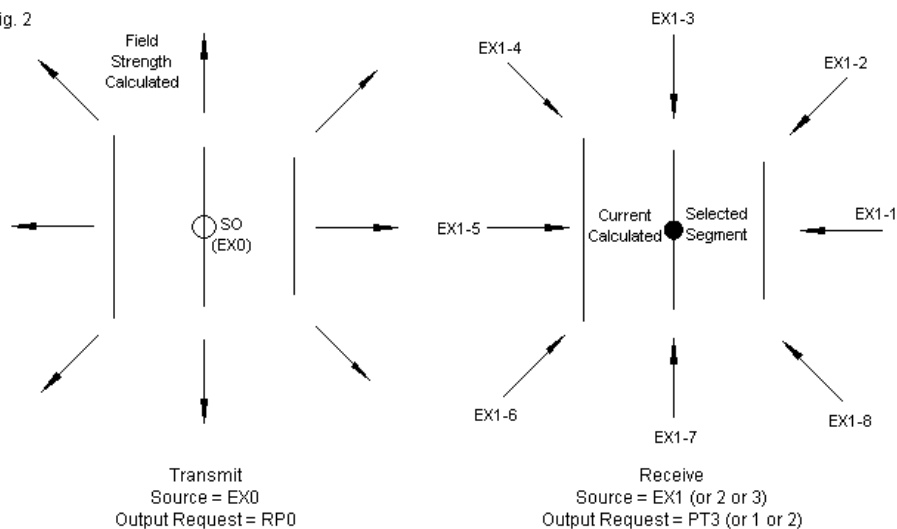 ig. 2
Field
Strength
Calculated
SO
(EX0)
Transmit
Source = EX0
Output Request = RP0
EX1-3
EX1-4
EX1-2
Current
Calculated
Selected
Segment
EX1-5
EX1-1
EX1-6
EX1-8
EX1-7
Receive
Source = EX1 (or 2 or 3)
Output Request = PT3 (or 1 or 2)